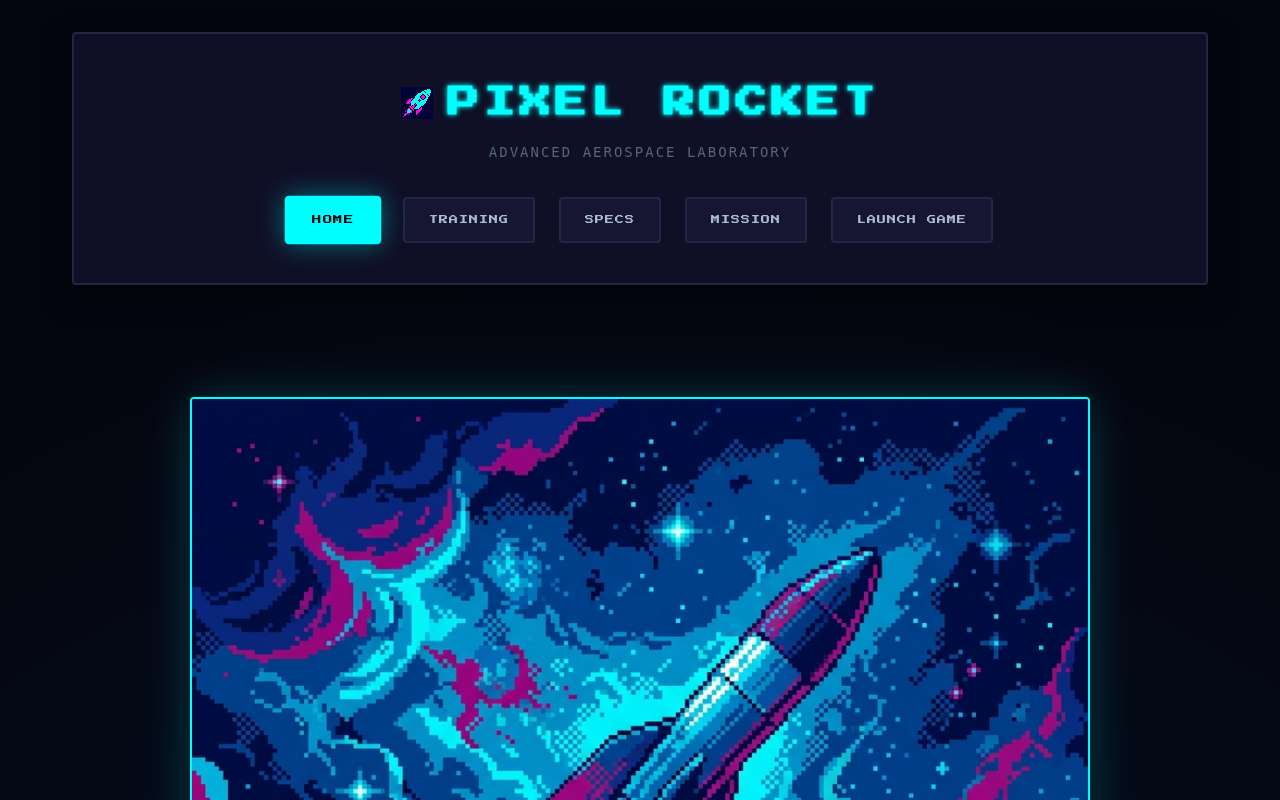 PIXEL ROCKET
ADVANCED AEROSPACE LABORATORY
HOME TRAINING SPECS MISSION LAUNCH GAME